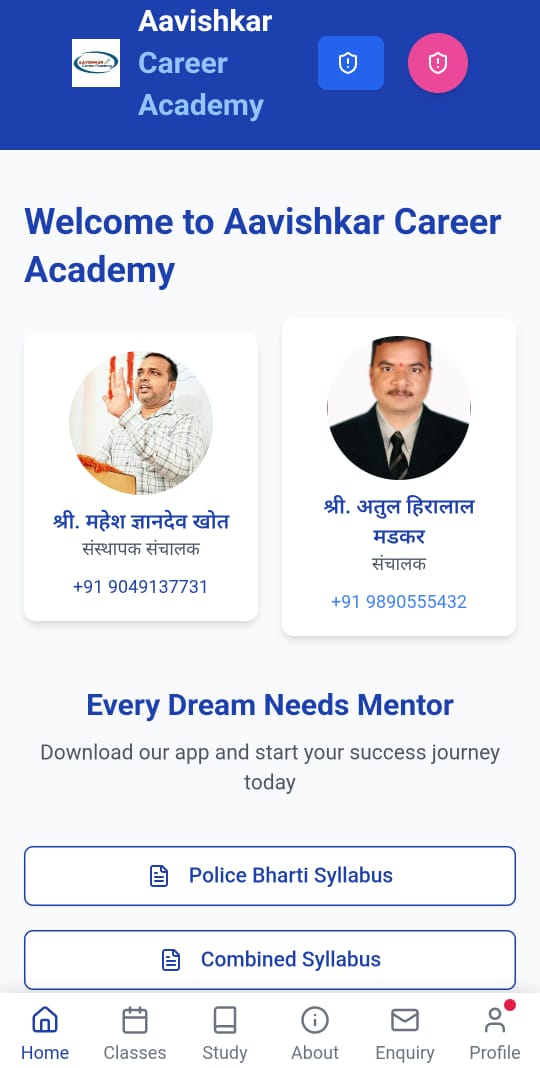 Aavishkar
Career
Academy
Welcome to Aavishkar Career
Academy
श्री. महेश ज्ञानदेव खोत
संस्थापक संचालक
+91 9049137731
श्री. अतुल हिरालाल
मडकर
संचालक
+91 9890555432
Every Dream Needs Mentor
Download our app and start your success journey
today
Police Bharti Syllabus
Combined Syllabus
Home
Classes
Study
About
Enquiry
Profile